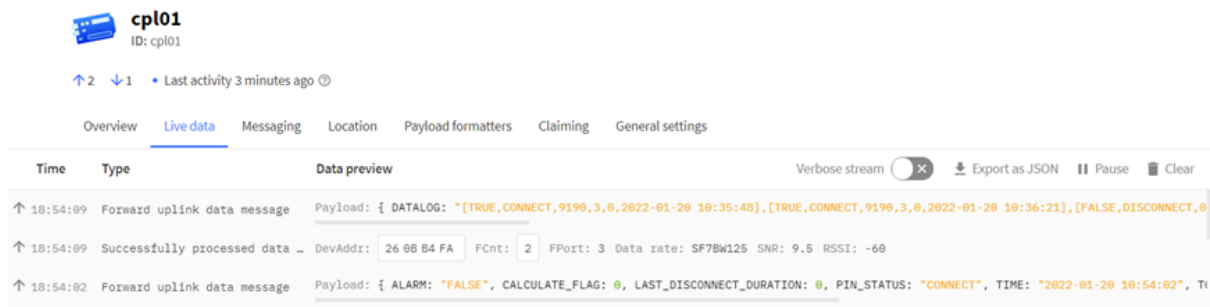 cpl01
ID: cpl01
2 1 • Last activity 3 minutes ago
Overview Live data Messaging Location Payload formatters Claiming General settings
Time Type Data preview Verbose stream Export as JSON Pause Clear
18:54:09 Forward uplink data message Payload: { DATALOG: "[TRUE,CONNECT,9190,3,0,2022-01-20 10:35:48],[TRUE,CONNECT,9190,3,0,2022-01-20 10:36:21],[FALSE,DISCONNECT,0
18:54:09 Successfully processed data … DevAddr: 26 0B B4 FA FCnt: 2 FPort: 3 Data rate: SF7BW125 SNR: 9.5 RSSI: -60
18:54:02 Forward uplink data message Payload: { ALARM: "FALSE", CALCULATE_FLAG: 0, LAST_DISCONNECT_DURATION: 0, PIN_STATUS: "CONNECT", TIME: "2022-01-20 10:54:02",